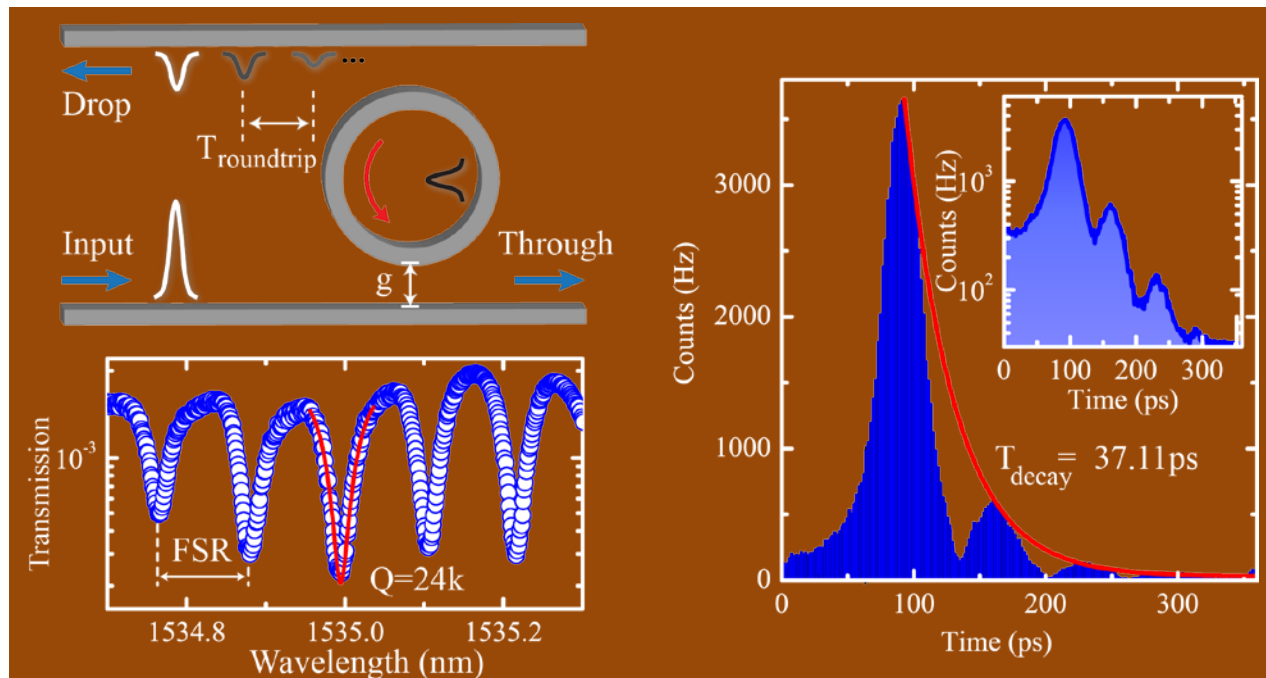 ...
Drop
T roundtrip
Input
Through
g
Transmission
10^-3
FSR
Q=24k
1534.8 1535.0 1535.2
Wavelength (nm)
Counts (Hz)
3000
2000
1000
0
0 100 200 300
Time (ps)
T decay = 37.11ps
Counts (Hz)
10^3
10^2
0 100 200 300
Time (ps)